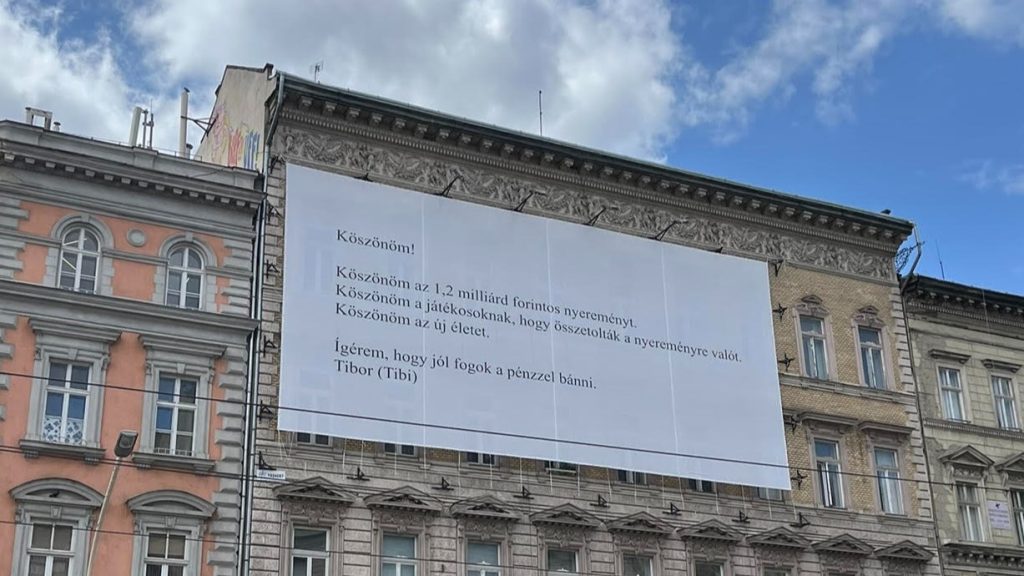 Köszönöm!
Köszönöm az 1,2 milliárd forintos nyereményt.
Köszönöm a játékosoknak, hogy összetolták a nyereményre valót.
Köszönöm az új életet.
Ígérem, hogy jól fogok a pénzzel bánni.
Tibor (Tibi)